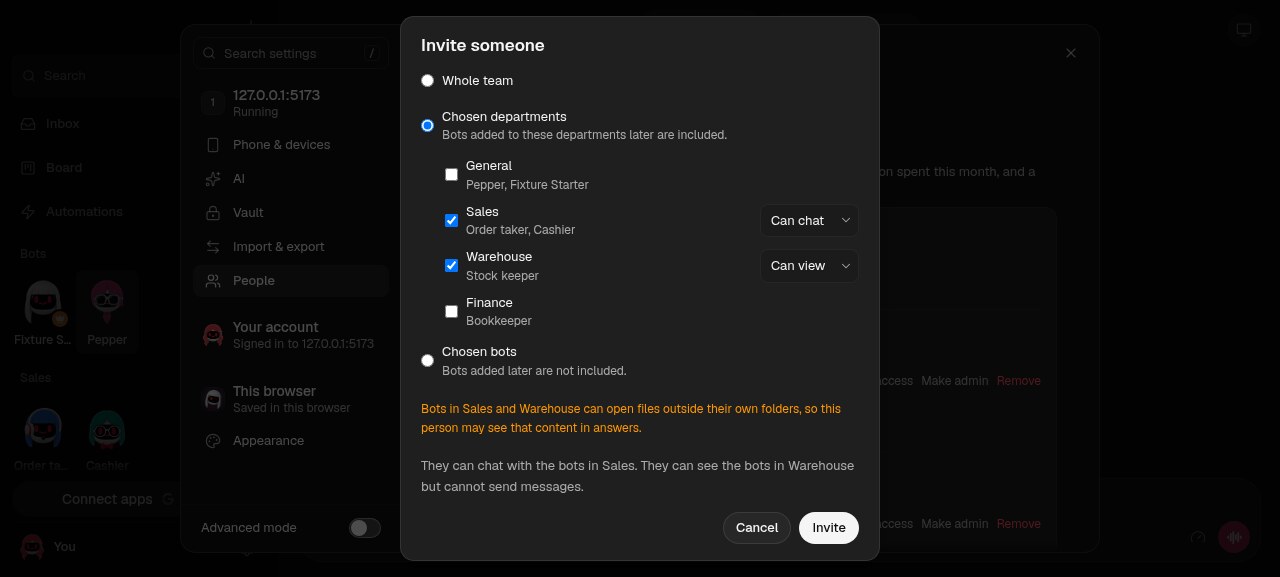 Invite someone
Whole team
Chosen departments
Bots added to these departments later are included.
General
Pepper, Fixture Starter
Sales
Order taker, Cashier
Can chat
Warehouse
Stock keeper
Can view
Finance
Bookkeeper
Chosen bots
Bots added later are not included.
Bots in Sales and Warehouse can open files outside their own folders, so this
person may see that content in answers.
They can chat with the bots in Sales. They can see the bots in Warehouse
but cannot send messages.
Cancel
Invite
Search settings
/
1
127.0.0.1:5173
Running
Phone & devices
AI
Vault
Import & export
People
Your account
Signed in to 127.0.0.1:5173
This browser
Saved in this browser
Appearance
Advanced mode
Search
Inbox
Board
Automations
Bots
Fixture S...
Pepper
Sales
Order ta...
Cashier
Connect apps
You
on spent this month, and a
Make admin
Remove
Make admin
Remove